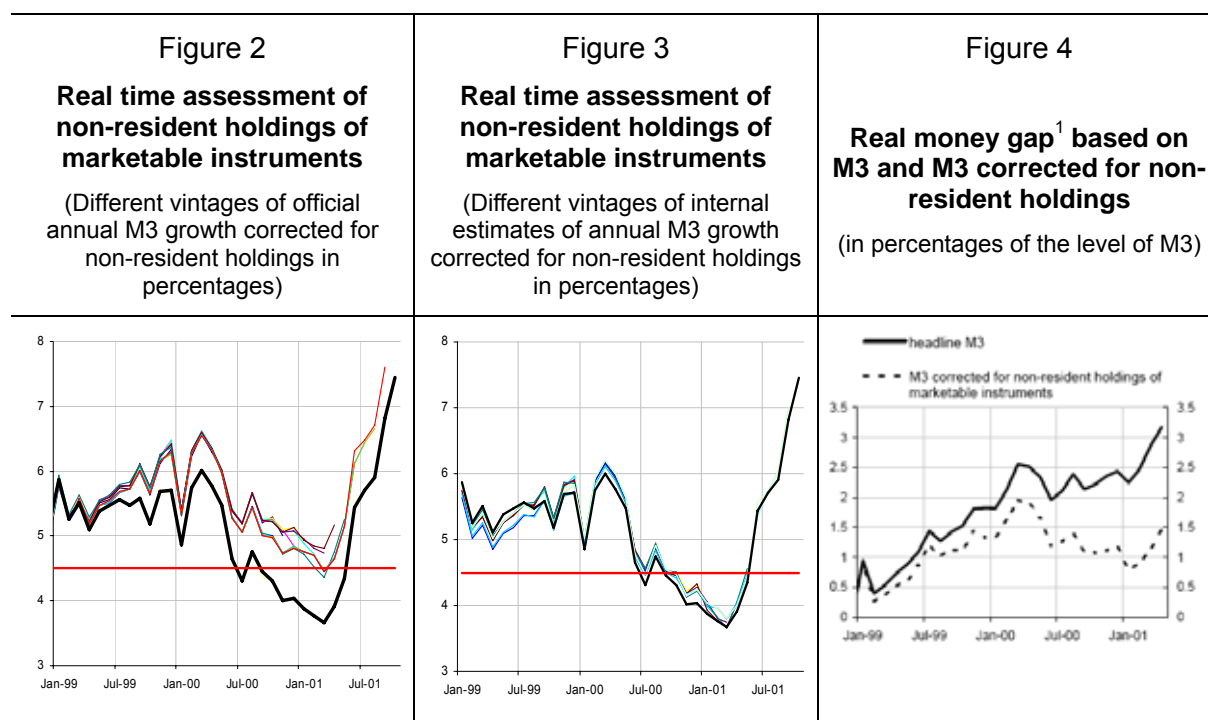 Figure 2
Real time assessment of
non-resident holdings of
marketable instruments
(Different vintages of official
annual M3 growth corrected for
non-resident holdings in
percentages)
8
7
6
5
4
3
Jan-99 Jul-99 Jan-00 Jul-00 Jan-01 Jul-01
Figure 3
Real time assessment of
non-resident holdings of
marketable instruments
(Different vintages of internal
estimates of annual M3 growth
corrected for non-resident holdings
in percentages)
8
7
6
5
4
3
Jan-99 Jul-99 Jan-00 Jul-00 Jan-01 Jul-01
Figure 4
Real money gap1 based on
M3 and M3 corrected for non-
resident holdings
(in percentages of the level of M3)
headline M3
M3 corrected for non-resident holdings of
marketable instruments
3.5 3.5
3 3
2.5 2.5
2 2
1.5 1.5
1 1
0.5 0.5
0 0
Jan-99 Jul-99 Jan-00 Jul-00 Jan-01